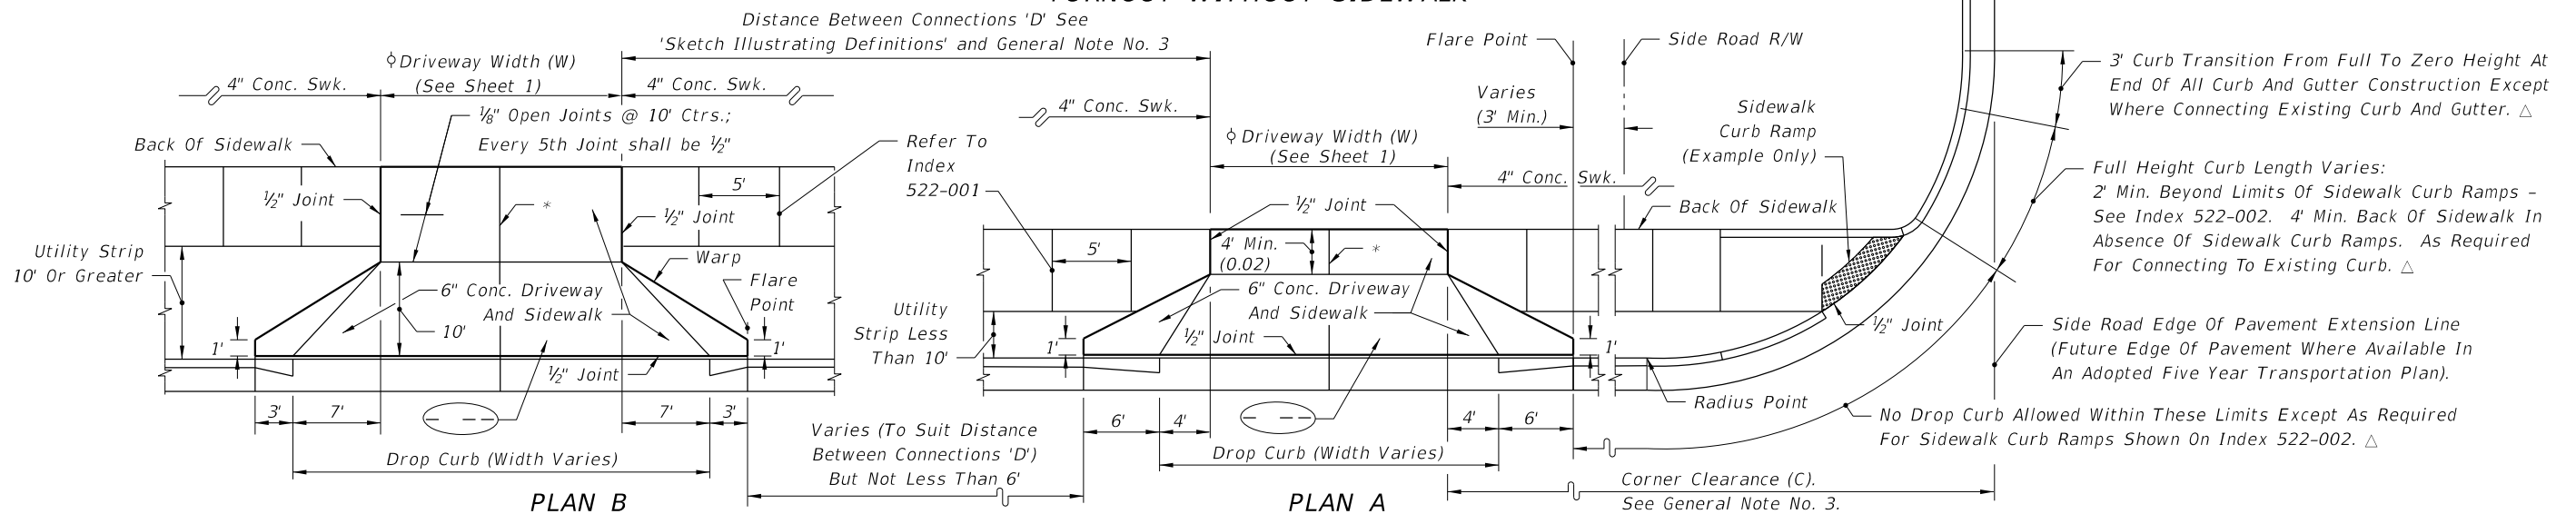 Distance Between Connections 'D' See
'Sketch Illustrating Definitions' and General Note No. 3
Driveway Width (W)
(See Sheet 1)
4" Conc. Swk.
4" Conc. Swk.
⅛" Open Joints @ 10' Ctrs.;
Every 5th Joint shall be ½"
Back Of Sidewalk
½" Joint
*
½" Joint
5'
Refer To
Index
522-001
Utility Strip
10' Or Greater
Warp
Flare
Point
6" Conc. Driveway
And Sidewalk
10'
1'
1'
½" Joint
3'
7'
7'
3'
Drop Curb (Width Varies)
PLAN B
Varies (To Suit Distance
Between Connections 'D')
But Not Less Than 6'
4" Conc. Swk.
Driveway Width (W)
(See Sheet 1)
4" Conc. Swk.
Flare Point
Side Road R/W
Varies
(3' Min.)
Sidewalk
Curb Ramp
(Example Only)
½" Joint
Back Of Sidewalk
5'
4' Min.
(0.02)
*
6" Conc. Driveway
And Sidewalk
½" Joint
Utility
Strip Less
Than 10'
1'
1'
½" Joint
Radius Point
6'
4'
4'
6'
Drop Curb (Width Varies)
PLAN A
Corner Clearance (C).
See General Note No. 3.
3' Curb Transition From Full To Zero Height At
End Of All Curb And Gutter Construction Except
Where Connecting Existing Curb And Gutter. △
Full Height Curb Length Varies:
2' Min. Beyond Limits Of Sidewalk Curb Ramps –
See Index 522-002. 4' Min. Back Of Sidewalk In
Absence Of Sidewalk Curb Ramps. As Required
For Connecting To Existing Curb. △
Side Road Edge Of Pavement Extension Line
(Future Edge Of Pavement Where Available In
An Adopted Five Year Transportation Plan).
No Drop Curb Allowed Within These Limits Except As Required
For Sidewalk Curb Ramps Shown On Index 522-002. △